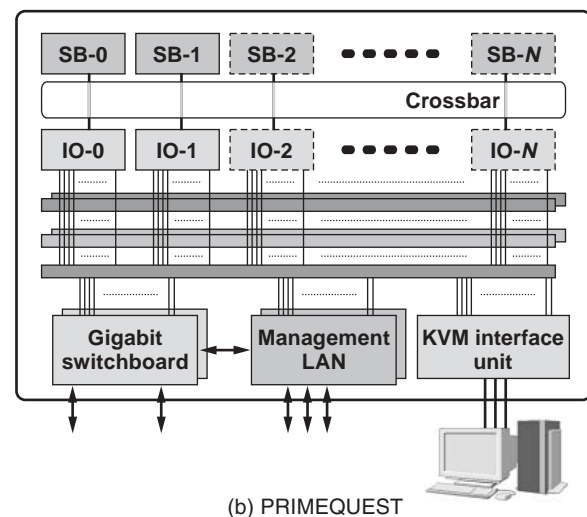 SB-0 SB-1 SB-2 SB-N
Crossbar
IO-0 IO-1 IO-2 IO-N
Gigabit
switchboard
Management
LAN
KVM interface
unit
(b) PRIMEQUEST